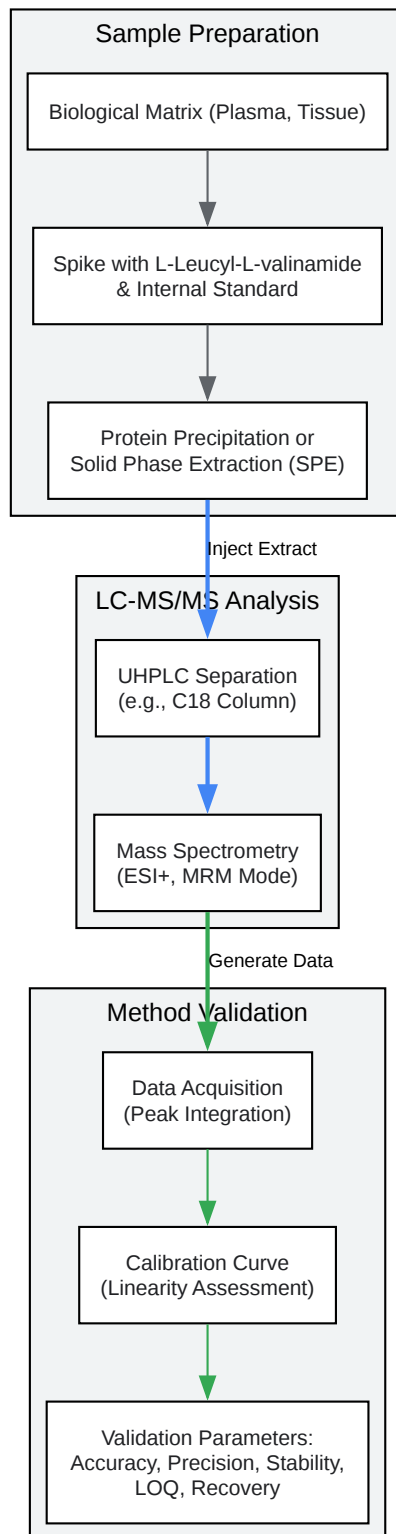 Sample Preparation
Biological Matrix (Plasma, Tissue)
Spike with L-Leucyl-L-valinamide
& Internal Standard
Protein Precipitation or
Solid Phase Extraction (SPE)
Inject Extract
LC-MS/MS Analysis
UHPLC Separation
(e.g., C18 Column)
Mass Spectrometry
(ESI+, MRM Mode)
Generate Data
Method Validation
Data Acquisition
(Peak Integration)
Calibration Curve
(Linearity Assessment)
Validation Parameters:
Accuracy, Precision, Stability,
LOQ, Recovery